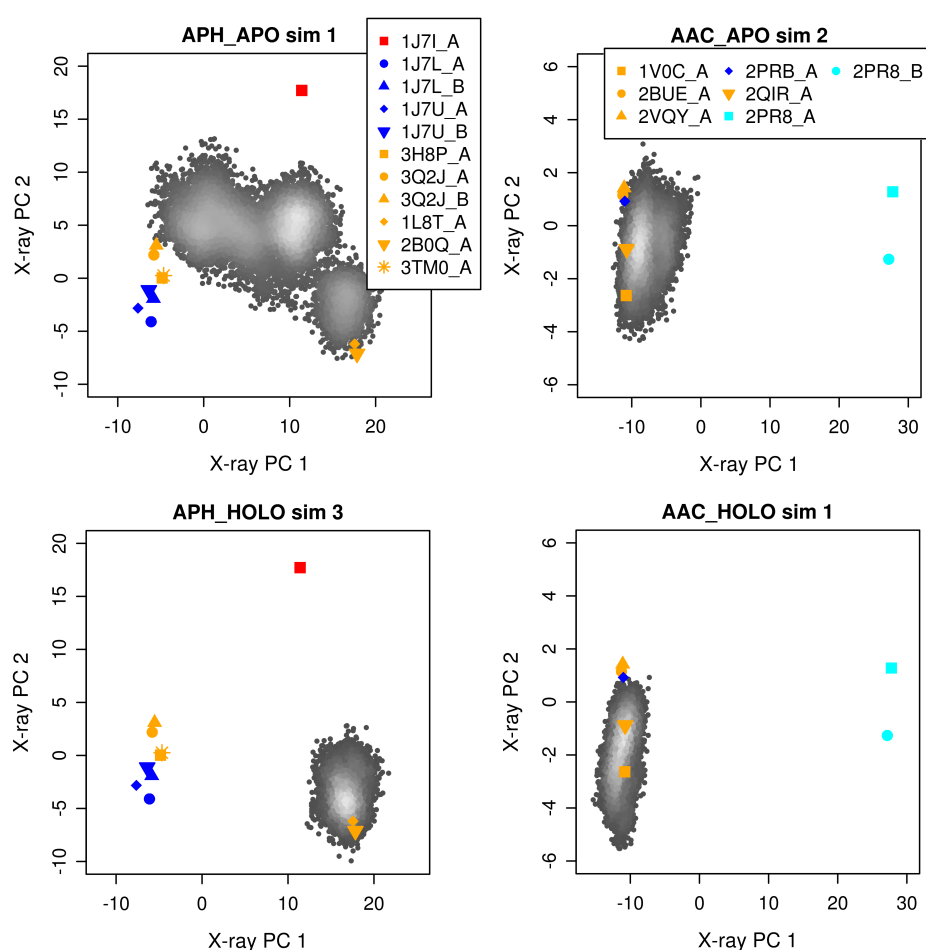 APH_APO sim 1
1J7I_A
1J7L_A
1J7L_B
1J7U_A
1J7U_B
3H8P_A
3Q2J_A
3Q2J_B
1L8T_A
2B0Q_A
3TM0_A
20
15
10
5
0
-5
-10
X-ray PC 2
-10 0 10 20
X-ray PC 1
AAC_APO sim 2
1V0C_A 2PRB_A 2PR8_B
2BUE_A 2QIR_A
2VQY_A 2PR8_A
6
4
2
0
-2
-4
-6
X-ray PC 2
-10 0 10 20 30
X-ray PC 1
APH_HOLO sim 3
20
15
10
5
0
-5
-10
X-ray PC 2
-10 0 10 20
X-ray PC 1
AAC_HOLO sim 1
6
4
2
0
-2
-4
-6
X-ray PC 2
-10 0 10 20 30
X-ray PC 1